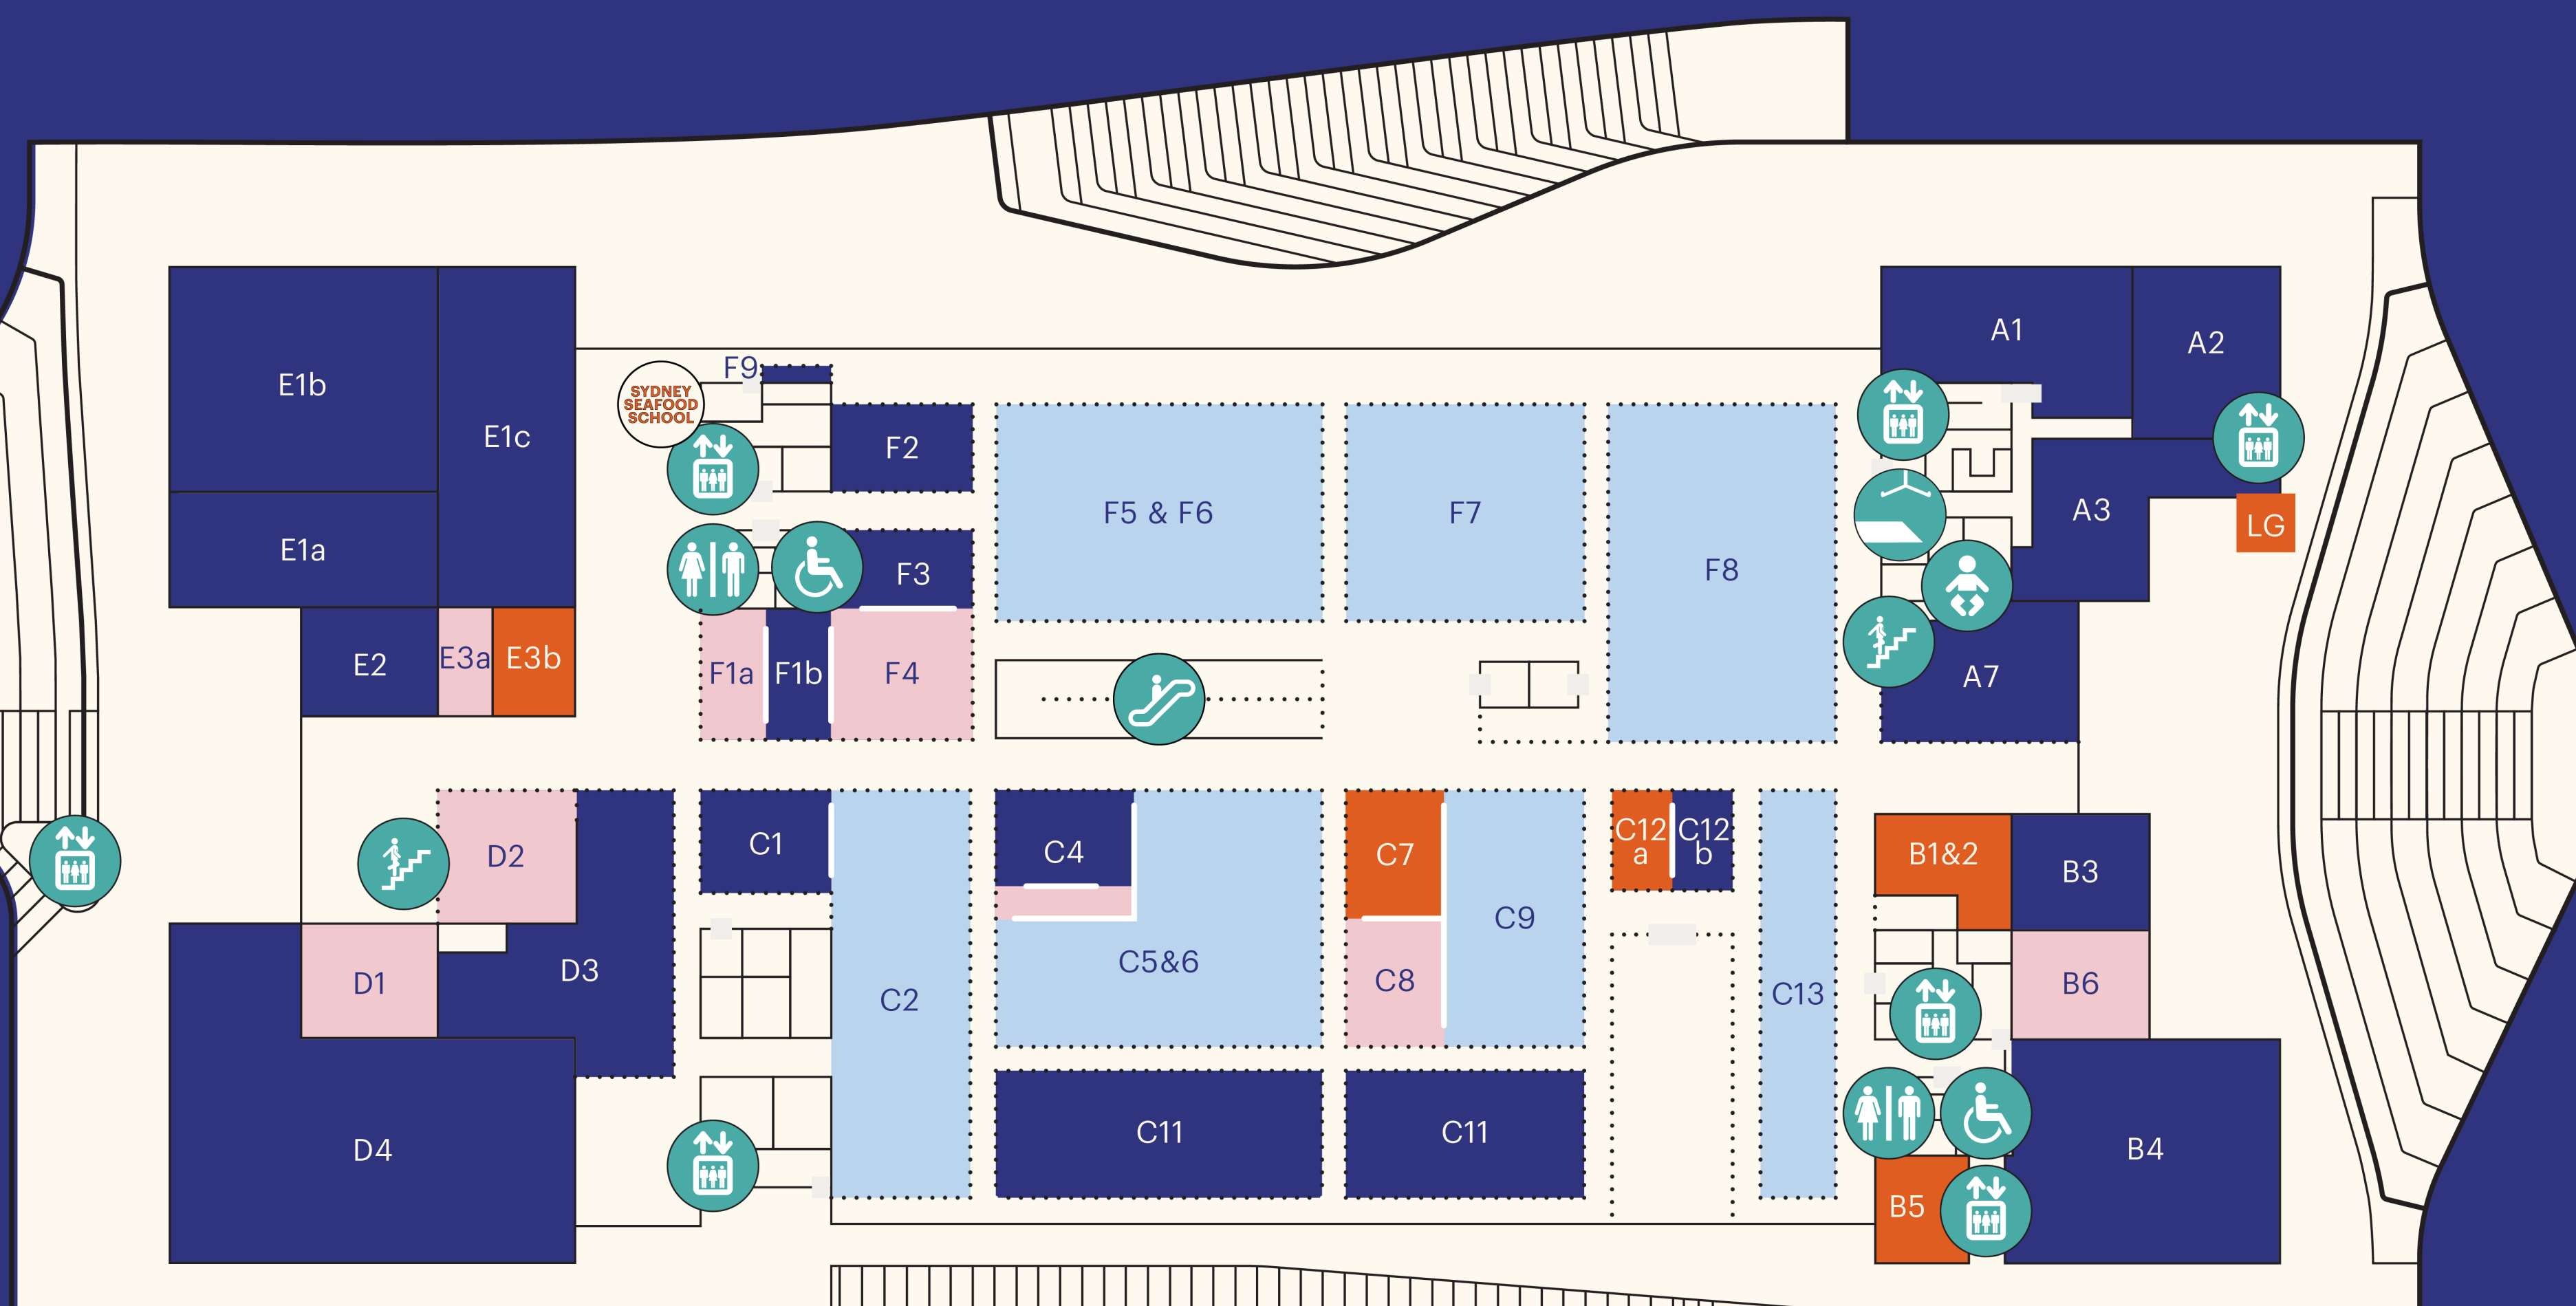 E1b
E1c
E1a
E2
E3a
E3b
F9
SYDNEY
SEAFOOD
SCHOOL
F2
F3
F1a
F1b
F4
F5 & F6
F7
F8
A1
A2
A3
LG
A7
D2
D1
D3
D4
C1
C2
C4
C5&6
C7
C8
C9
C11
C11
C12
a
C12
b
C13
B1&2
B3
B6
B4
B5